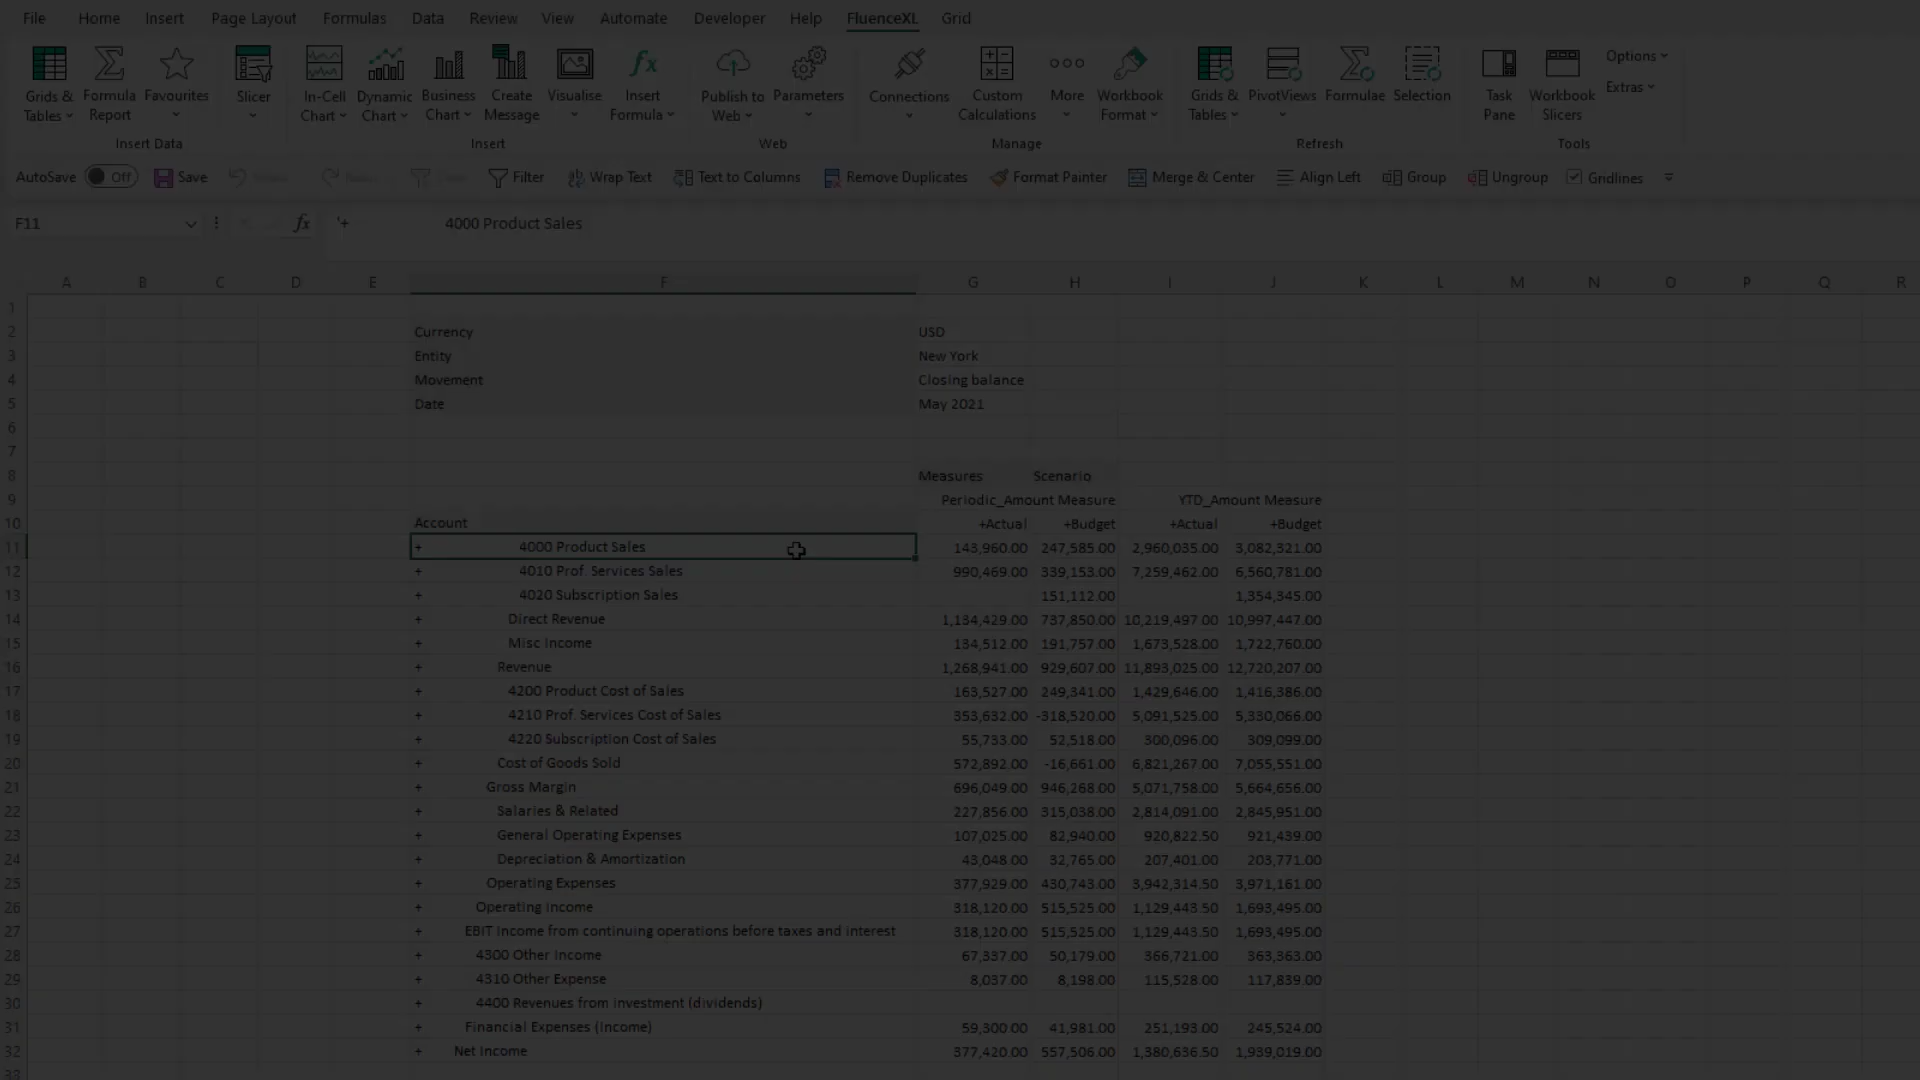 File Home Insert Page Layout Formulas Data Review View Automate Developer Help FluenceXL Grid
Grids & Tables Formula Report Favourites Slicer In-Cell Chart Dynamic Chart Business Chart Create Message Visualise Insert Formula Publish to Web Parameters Connections Custom Calculations More Workbook Format Grids & Tables PivotViews Formulae Selection Task Pane Workbook Slicers Options Extras
Insert Data Insert Web Manage Refresh Tools
AutoSave Off Save Filter Wrap Text Text to Columns Remove Duplicates Format Painter Merge & Center Align Left Group Ungroup Gridlines
F11 fx '+ 4000 Product Sales
A B C D E F G H I J K L M N O P Q R
1
2 Currency USD
3 Entity New York
4 Movement Closing balance
5 Date May 2021
6
7
8 Measures Scenario
9 Periodic_Amount Measure YTD_Amount Measure
10 Account +Actual +Budget +Actual +Budget
11 + 4000 Product Sales 143,960.00 247,585.00 2,960,035.00 3,082,321.00
12 + 4010 Prof. Services Sales 990,469.00 339,153.00 7,259,462.00 6,560,781.00
13 + 4020 Subscription Sales 151,112.00 1,354,345.00
14 + Direct Revenue 1,134,429.00 737,850.00 10,219,497.00 10,997,447.00
15 + Misc Income 134,512.00 191,757.00 1,673,528.00 1,722,760.00
16 + Revenue 1,268,941.00 929,607.00 11,893,025.00 12,720,207.00
17 + 4200 Product Cost of Sales 163,527.00 249,341.00 1,429,646.00 1,416,386.00
18 + 4210 Prof. Services Cost of Sales 353,632.00 -318,520.00 5,091,525.00 5,330,066.00
19 + 4220 Subscription Cost of Sales 55,733.00 52,518.00 300,096.00 309,099.00
20 + Cost of Goods Sold 572,892.00 -16,661.00 6,821,267.00 7,055,551.00
21 + Gross Margin 696,049.00 946,268.00 5,071,758.00 5,664,656.00
22 + Salaries & Related 227,856.00 315,038.00 2,814,091.00 2,845,951.00
23 + General Operating Expenses 107,025.00 82,940.00 920,822.50 921,439.00
24 + Depreciation & Amortization 43,048.00 32,765.00 207,401.00 203,771.00
25 + Operating Expenses 377,929.00 430,743.00 3,942,314.50 3,971,161.00
26 + Operating Income 318,120.00 515,525.00 1,129,443.50 1,693,495.00
27 + EBIT Income from continuing operations before taxes and interest 318,120.00 515,525.00 1,129,443.50 1,693,495.00
28 + 4300 Other Income 67,337.00 50,179.00 366,721.00 363,363.00
29 + 4310 Other Expense 8,037.00 8,198.00 115,528.00 117,839.00
30 + 4400 Revenues from investment (dividends)
31 + Financial Expenses (Income) 59,300.00 41,981.00 251,193.00 245,524.00
32 + Net Income 377,420.00 557,506.00 1,380,636.50 1,939,019.00
33